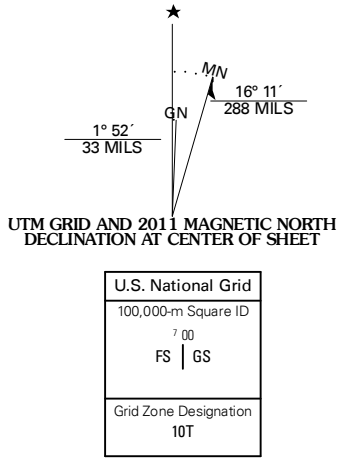 ★
MN
GN
16° 11´
288 MILS
1° 52´
33 MILS
UTM GRID AND 2011 MAGNETIC NORTH
DECLINATION AT CENTER OF SHEET
U.S. National Grid
100,000-m Square ID
7 00
FS | GS
Grid Zone Designation
10T